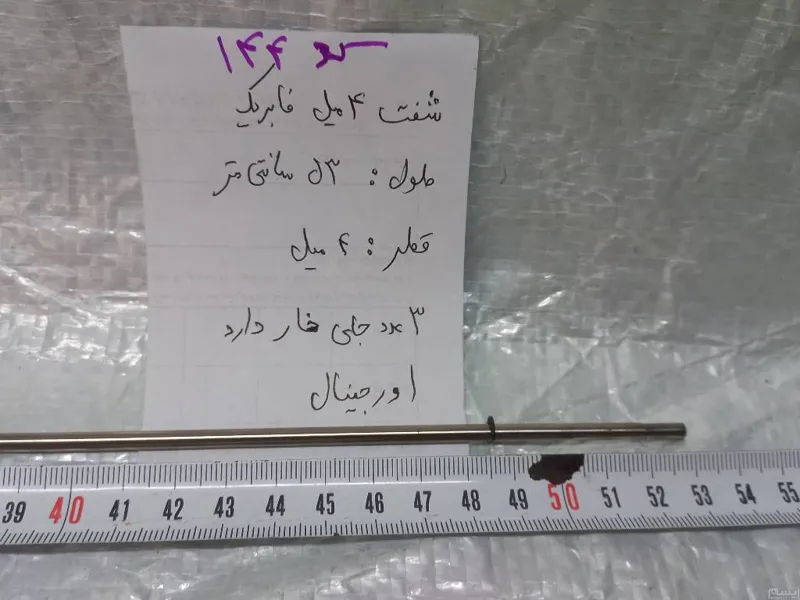 کد ۱۴۴
شفت ۴ میل فابریک
طول : ۵۳ سانتی متر
قطر : ۴ میل
۳ عدد جای خار دارد
اورجینال
39 40 41 42 43 44 45 46 47 48 49 50 51 52 53 54 55